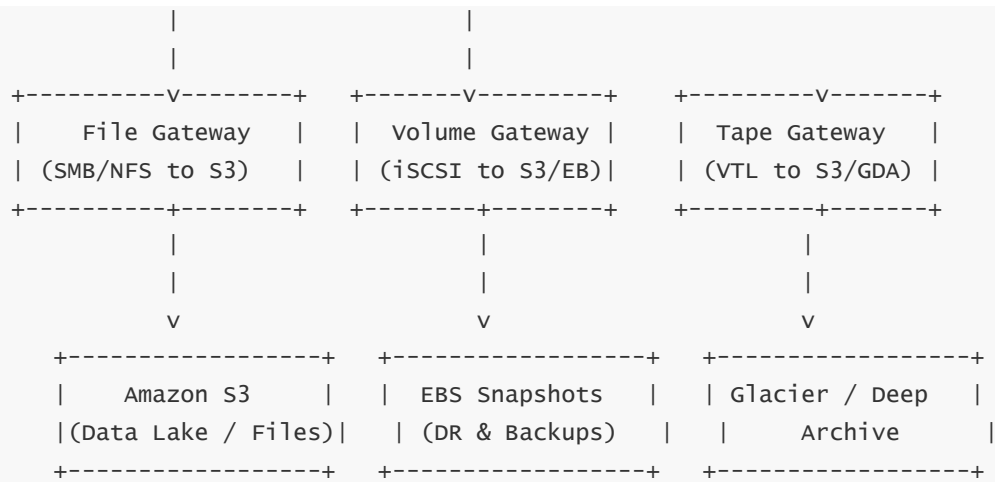 |                    |
|                    |
+----------v--------+   +-------v---------+    +---------v-------+
|     File Gateway   |   |  Volume Gateway |    |  Tape Gateway   |
| (SMB/NFS to S3)    |   | (iSCSI to S3/EB)|    | (VTL to S3/GDA) |
+----------+--------+   +--------+--------+    +---------+-------+
|                     |                      |
|                     |                      |
v                     v                      v
+------------------+   +------------------+   +------------------+
|     Amazon S3     |   |  EBS Snapshots   |   | Glacier / Deep   |
|(Data Lake / Files)|   | (DR & Backups)    |  |     Archive      |
+------------------+   +------------------+   +------------------+